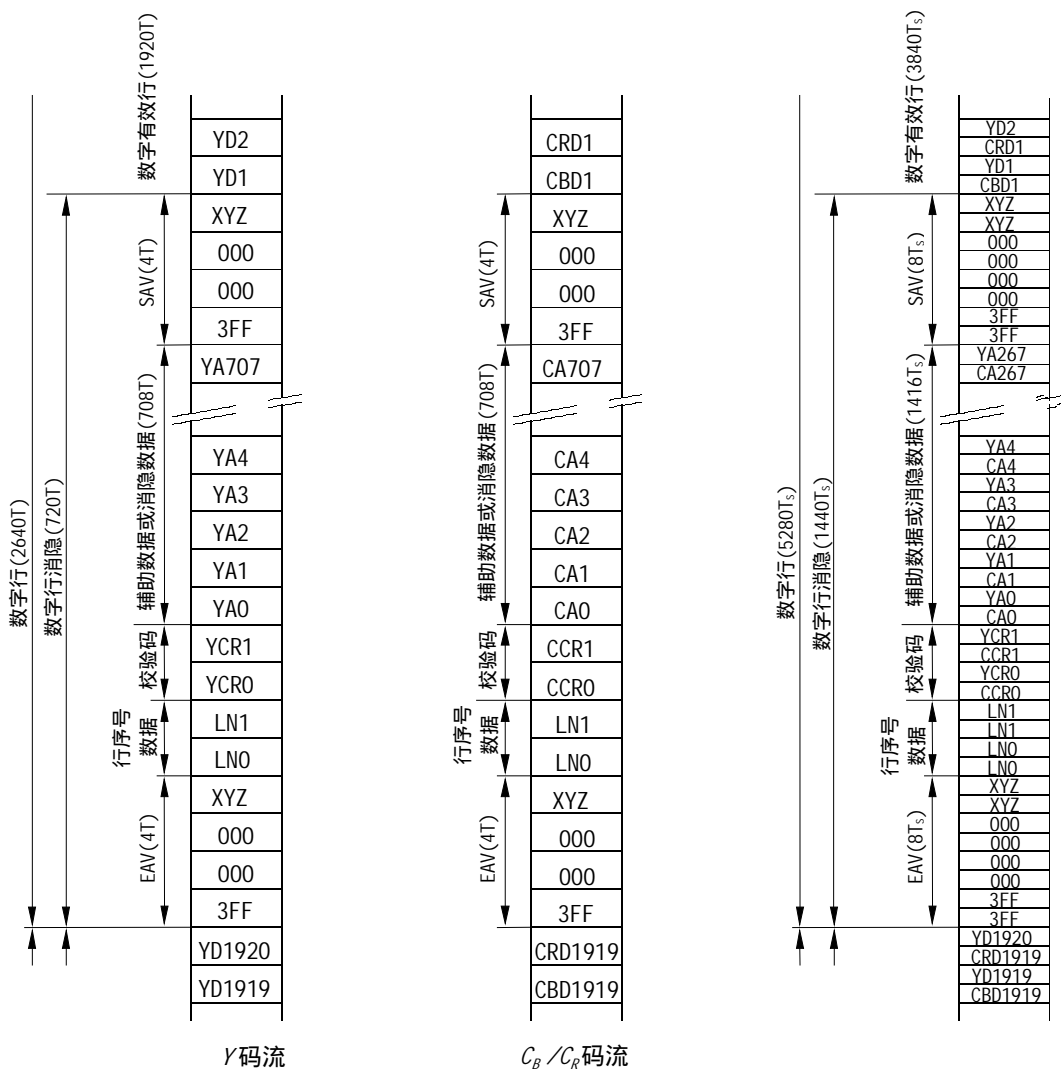 数字有效行(1920T)
YD2
YD1
XYZ
000
000
3FF
YA707
YA4
YA3
YA2
YA1
YA0
YCR1
YCR0
LN1
LN0
XYZ
000
000
3FF
YD1920
YD1919
SAV(4T)
辅助数据或消隐数据(708T)
校验码
行序号
数据
EAV(4T)
数字行(2640T)
数字行消隐(720T)
Y码流
CRD1
CBD1
XYZ
000
000
3FF
CA707
CA4
CA3
CA2
CA1
CA0
CCR1
CCR0
LN1
LN0
XYZ
000
000
3FF
CRD1919
CBD1919
SAV(4T)
辅助数据或消隐数据(708T)
校验码
行序号
数据
EAV(4T)
CB/CR码流
数字有效行(3840Ts)
YD2
CRD1
YD1
CBD1
XYZ
XYZ
000
000
000
000
3FF
3FF
YA267
CA267
YA4
CA4
YA3
CA3
YA2
CA2
YA1
CA1
YA0
CA0
YCR1
CCR1
YCR0
CCR0
LN1
LN1
LN0
LN0
XYZ
XYZ
000
000
000
000
3FF
3FF
YD1920
CRD1919
YD1919
CBD1919
SAV(8Ts)
辅助数据或消隐数据(1416Ts)
校验码
行序号
数据
EAV(8Ts)
数字行(5280Ts)
数字行消隐(1440Ts)